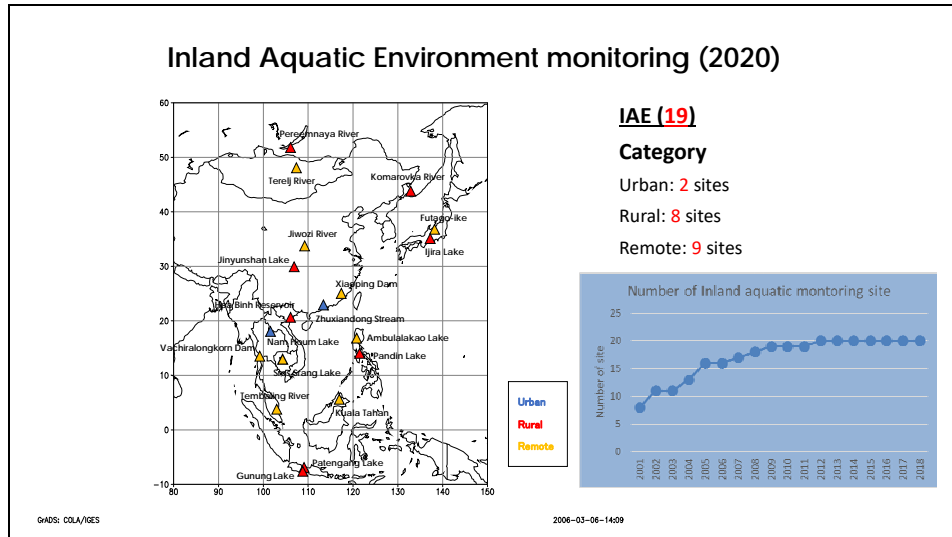 Inland Aquatic Environment monitoring (2020)
60
50
40
30
20
10
0
−10
80
90
100
110
120
130
140
150
Pereemnaya River
Terelj River
Komarovka River
Futago-ike
Ijira Lake
Jiwozi River
Jinyunshan Lake
Xiaoping Dam
Hoa Binh Reservoir
Zhuxiandong Stream
Nam Houm Lake
Ambulalakao Lake
Vachiralongkorn Dam
Pandin Lake
Sras Srang Lake
Tembeling River
Kuala Tahan
Patengang Lake
Gunung Lake
Urban
Rural
Remote
IAE (19)
Category
Urban: 2 sites
Rural: 8 sites
Remote: 9 sites
Number of Inland aquatic montoring site
Number of site
25
20
15
10
5
0
2001
2002
2003
2004
2005
2006
2007
2008
2009
2010
2011
2012
2013
2014
2015
2016
2017
2018
GrADS: COLA/IGES
2006-03-06-14:09